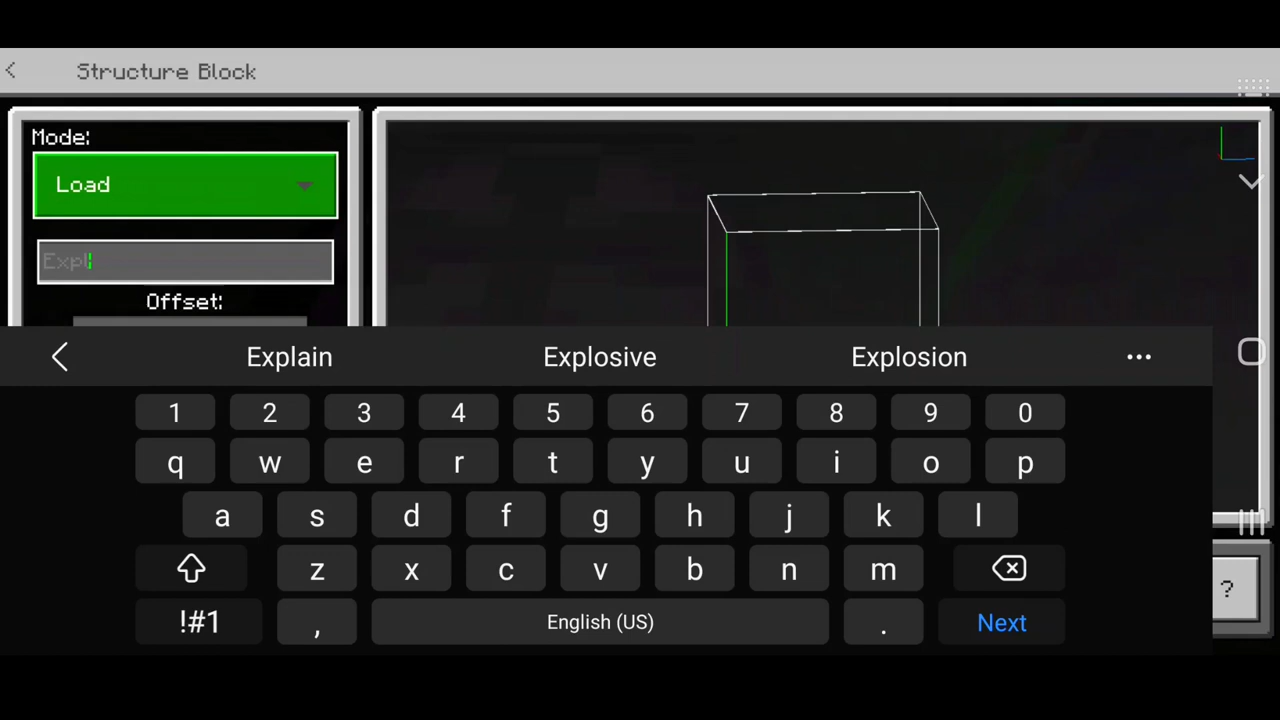 Structure Block
Mode:
Load
Expl
Offset:
Explain Explosive Explosion ...
1 2 3 4 5 6 7 8 9 0
q w e r t y u i o p
a s d f g h j k l
z x c v b n m
!#1 , English (US) . Next
?